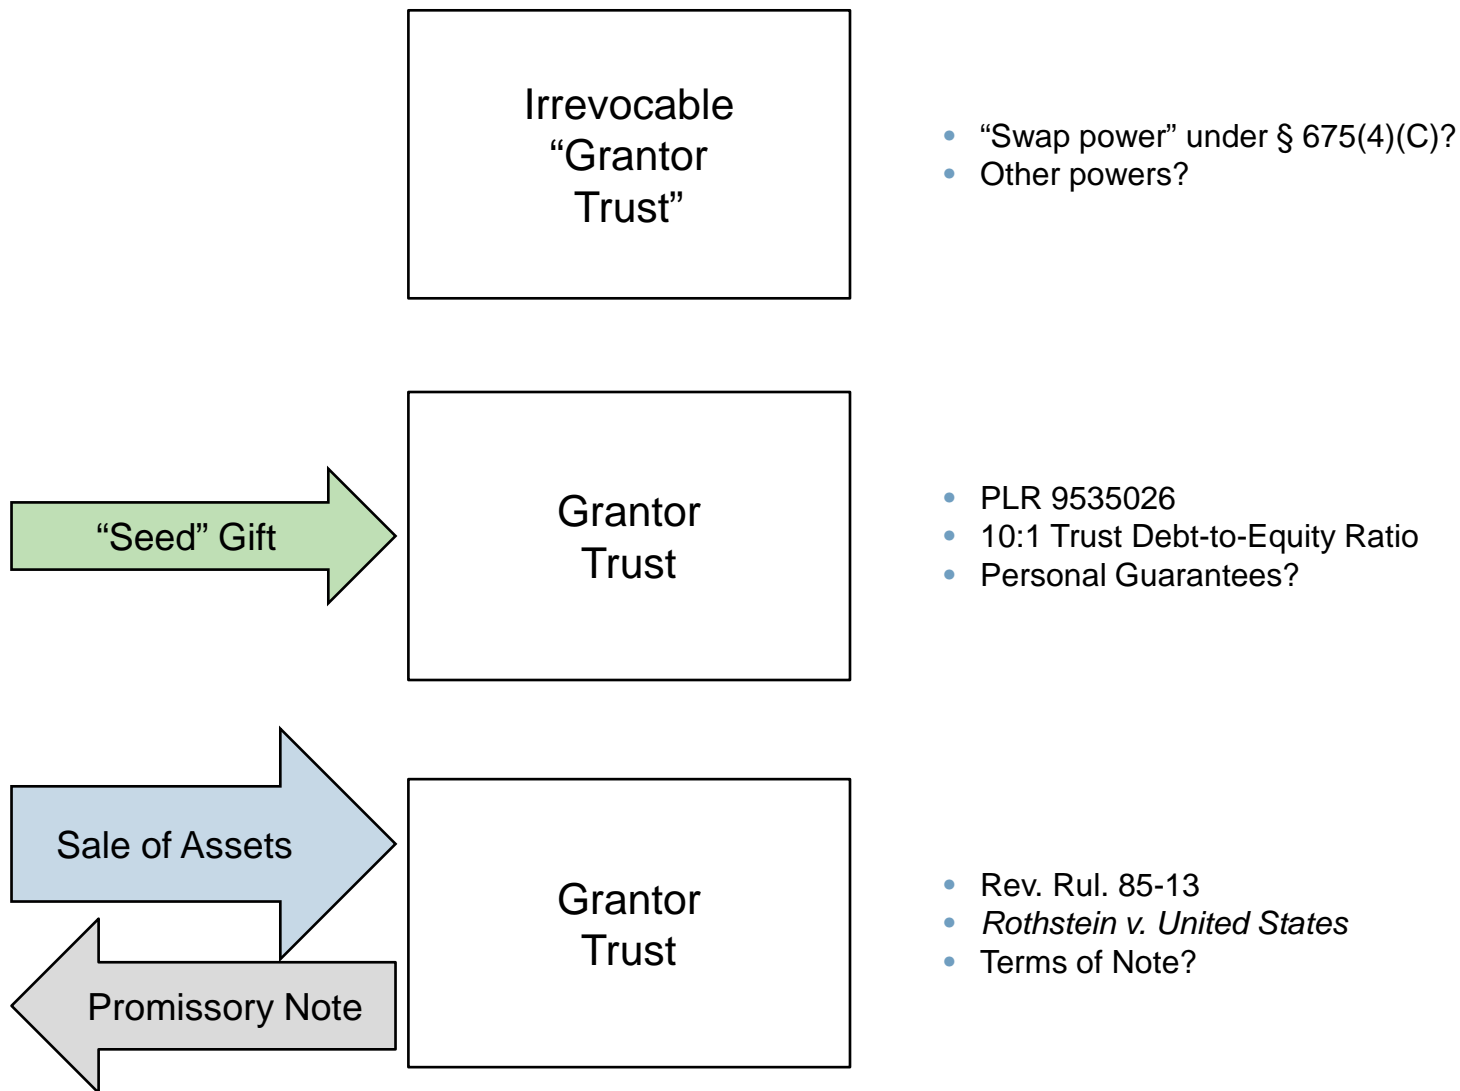 Irrevocable
“Grantor
Trust”
• “Swap power” under § 675(4)(C)?
• Other powers?
“Seed” Gift
Grantor
Trust
• PLR 9535026
• 10:1 Trust Debt-to-Equity Ratio
• Personal Guarantees?
Sale of Assets
Promissory Note
Grantor
Trust
• Rev. Rul. 85-13
• Rothstein v. United States
• Terms of Note?